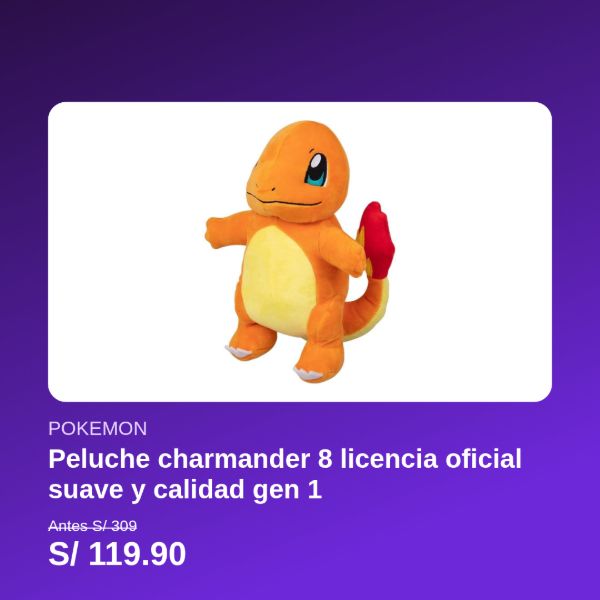 POKEMON
Peluche charmander 8 licencia oficial
suave y calidad gen 1
Antes S/ 309
S/ 119.90